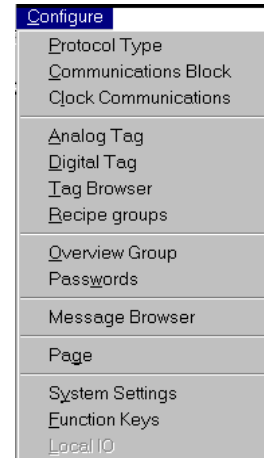 Configure
Protocol Type
Communications Block
Clock Communications
Analog Tag
Digital Tag
Tag Browser
Recipe groups
Overview Group
Passwords
Message Browser
Page
System Settings
Function Keys
Local IO